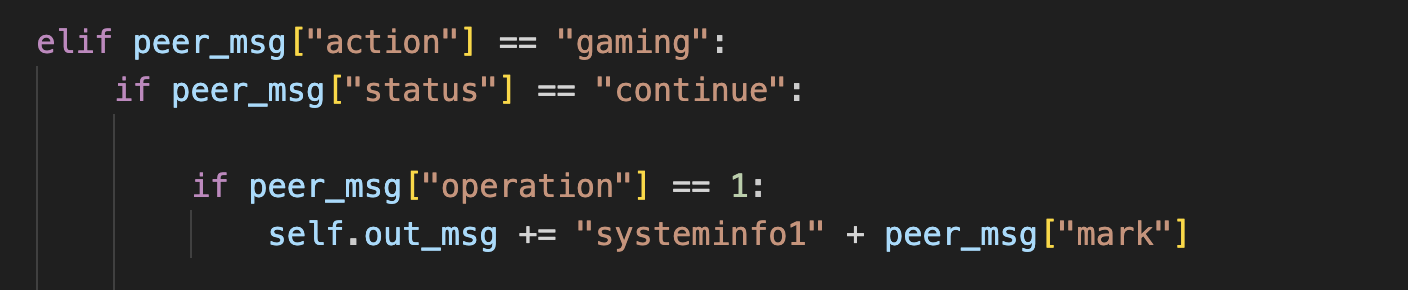 elif peer_msg["action"] == "gaming":
if peer_msg["status"] == "continue":
if peer_msg["operation"] == 1:
self.out_msg += "systeminfo1" + peer_msg["mark"]